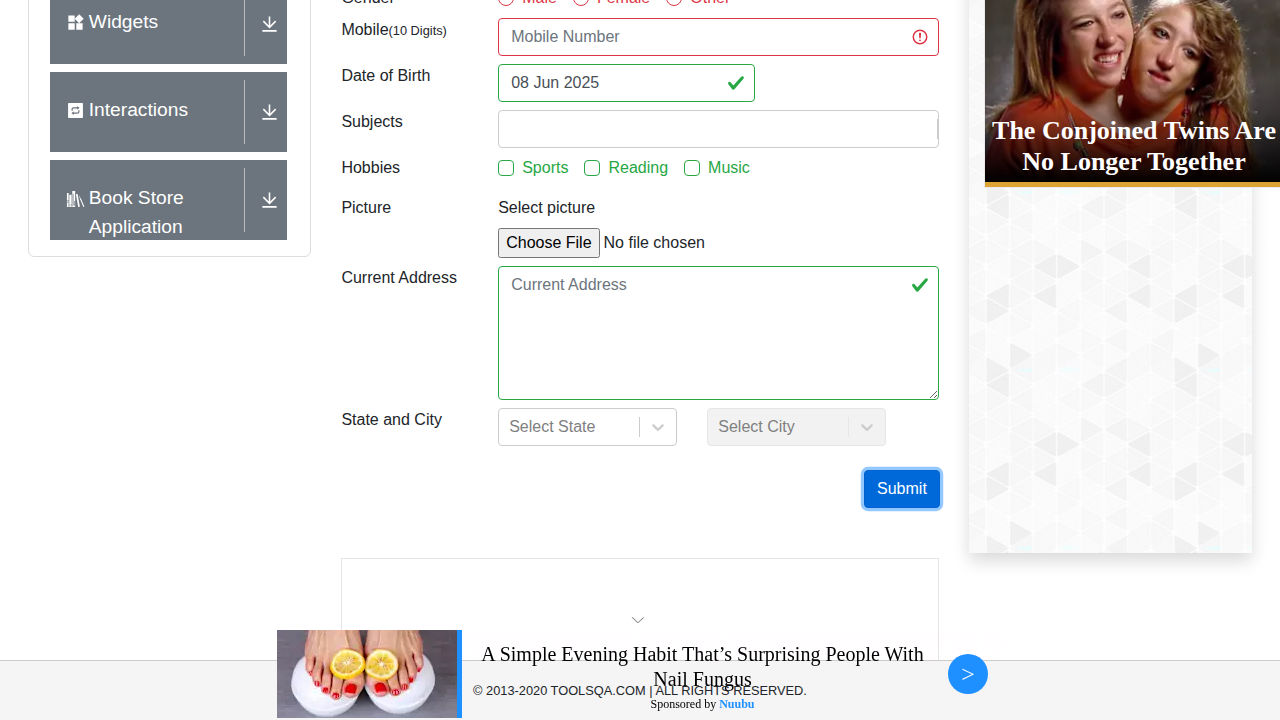 Widgets
Interactions
Book Store
Application
Gender Male Female Other
Mobile(10 Digits) Mobile Number
Date of Birth 08 Jun 2025
Subjects
Hobbies Sports Reading Music
Picture Select picture
Choose File No file chosen
Current Address Current Address
State and City Select State Select City
Submit
The Conjoined Twins Are
No Longer Together
A Simple Evening Habit That’s Surprising People With
Nail Fungus
>
© 2013-2020 TOOLSQA.COM | ALL RIGHTS RESERVED.
Sponsored by Nuubu